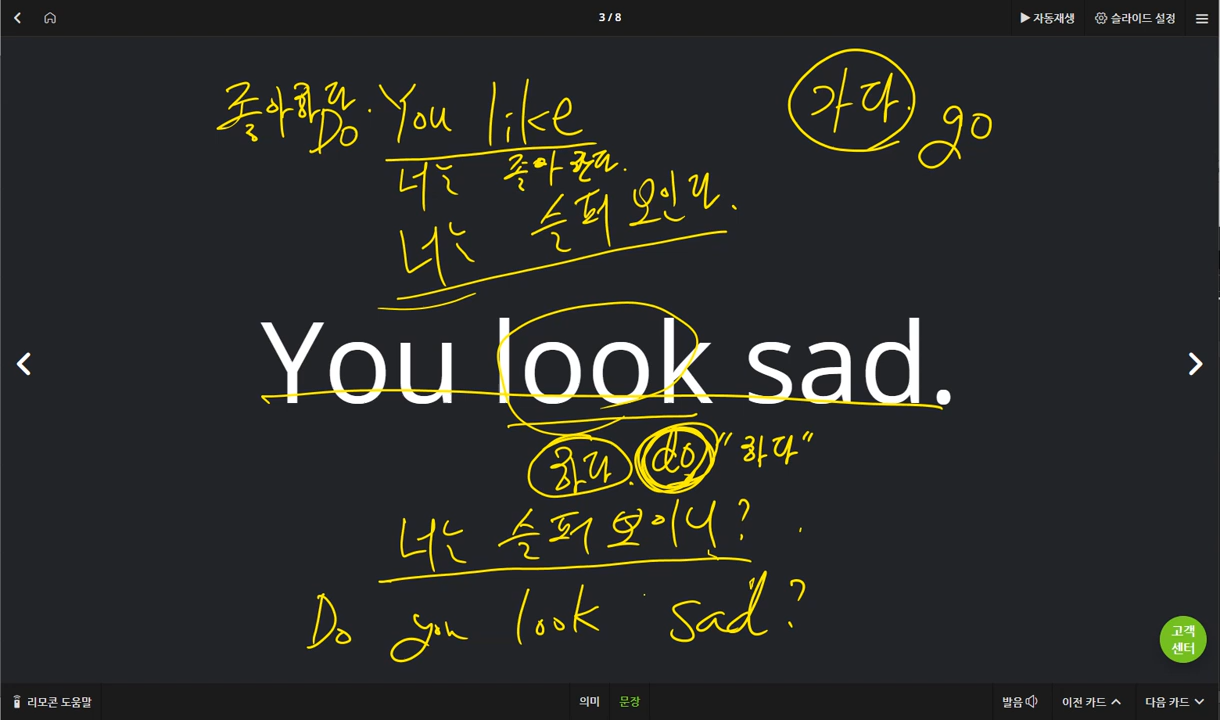 3 / 8
자동재생
슬라이드 설정
좋아하다. Do You like
가다. go
너는 좋아한다.
너는 슬퍼 보인다.
You look sad.
하다. do "하다"
너는 슬퍼 보이니?
Do you look sad?
고객
센터
리모콘 도움말
의미
문장
발음
이전 카드
다음 카드